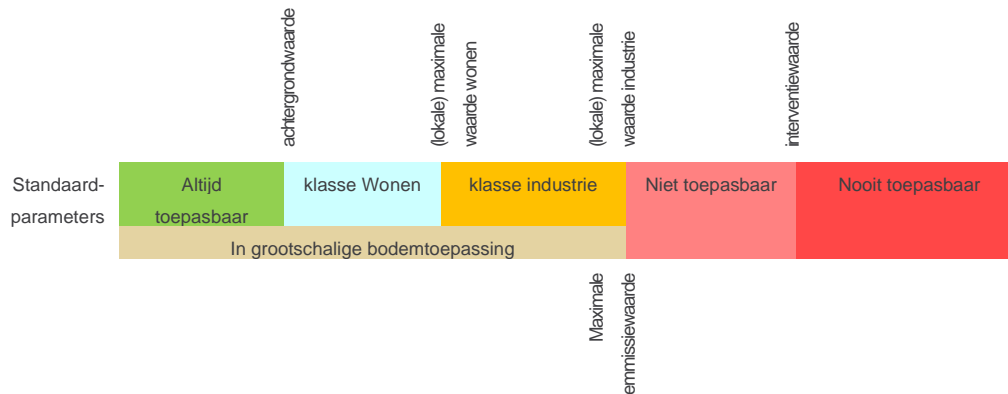 achtergrondwaarde
(lokale) maximale
waarde wonen
(lokale) maximale
waarde industrie
interventiewaarde
Standaard-
parameters
Altijd
toepasbaar
klasse Wonen
klasse industrie
Niet toepasbaar
Nooit toepasbaar
In grootschalige bodemtoepassing
Maximale
emmissiewaarde